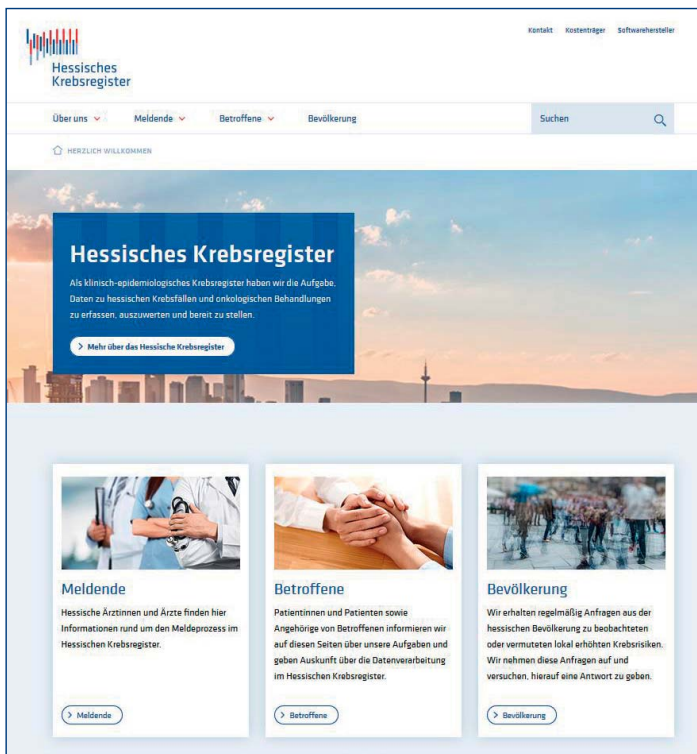 Kontakt Kostenträger Softwarehersteller
Hessisches
Krebsregister
Über uns Meldende Betroffene Bevölkerung Suchen
HERZLICH WILLKOMMEN
Hessisches Krebsregister
Als klinisch-epidemiologisches Krebsregister haben wir die Aufgabe,
Daten zu hessischen Krebsfällen und onkologischen Behandlungen
zu erfassen, auszuwerten und bereit zu stellen.
Mehr über das Hessische Krebsregister
Meldende
Hessische Ärztinnen und Ärzte finden hier
Informationen rund um den Meldeprozess im
Hessischen Krebsregister.
Meldende
Betroffene
Patientinnen und Patienten sowie
Angehörige von Betroffenen informieren wir
auf diesen Seiten über unsere Aufgaben und
geben Auskunft über die Datenverarbeitung
im Hessischen Krebsregister.
Betroffene
Bevölkerung
Wir erhalten regelmäßig Anfragen aus der
hessischen Bevölkerung zu beobachteten
oder vermuteten lokal erhöhten Krebsrisiken.
Wir nehmen diese Anfragen auf und
versuchen, hierauf eine Antwort zu geben.
Bevölkerung